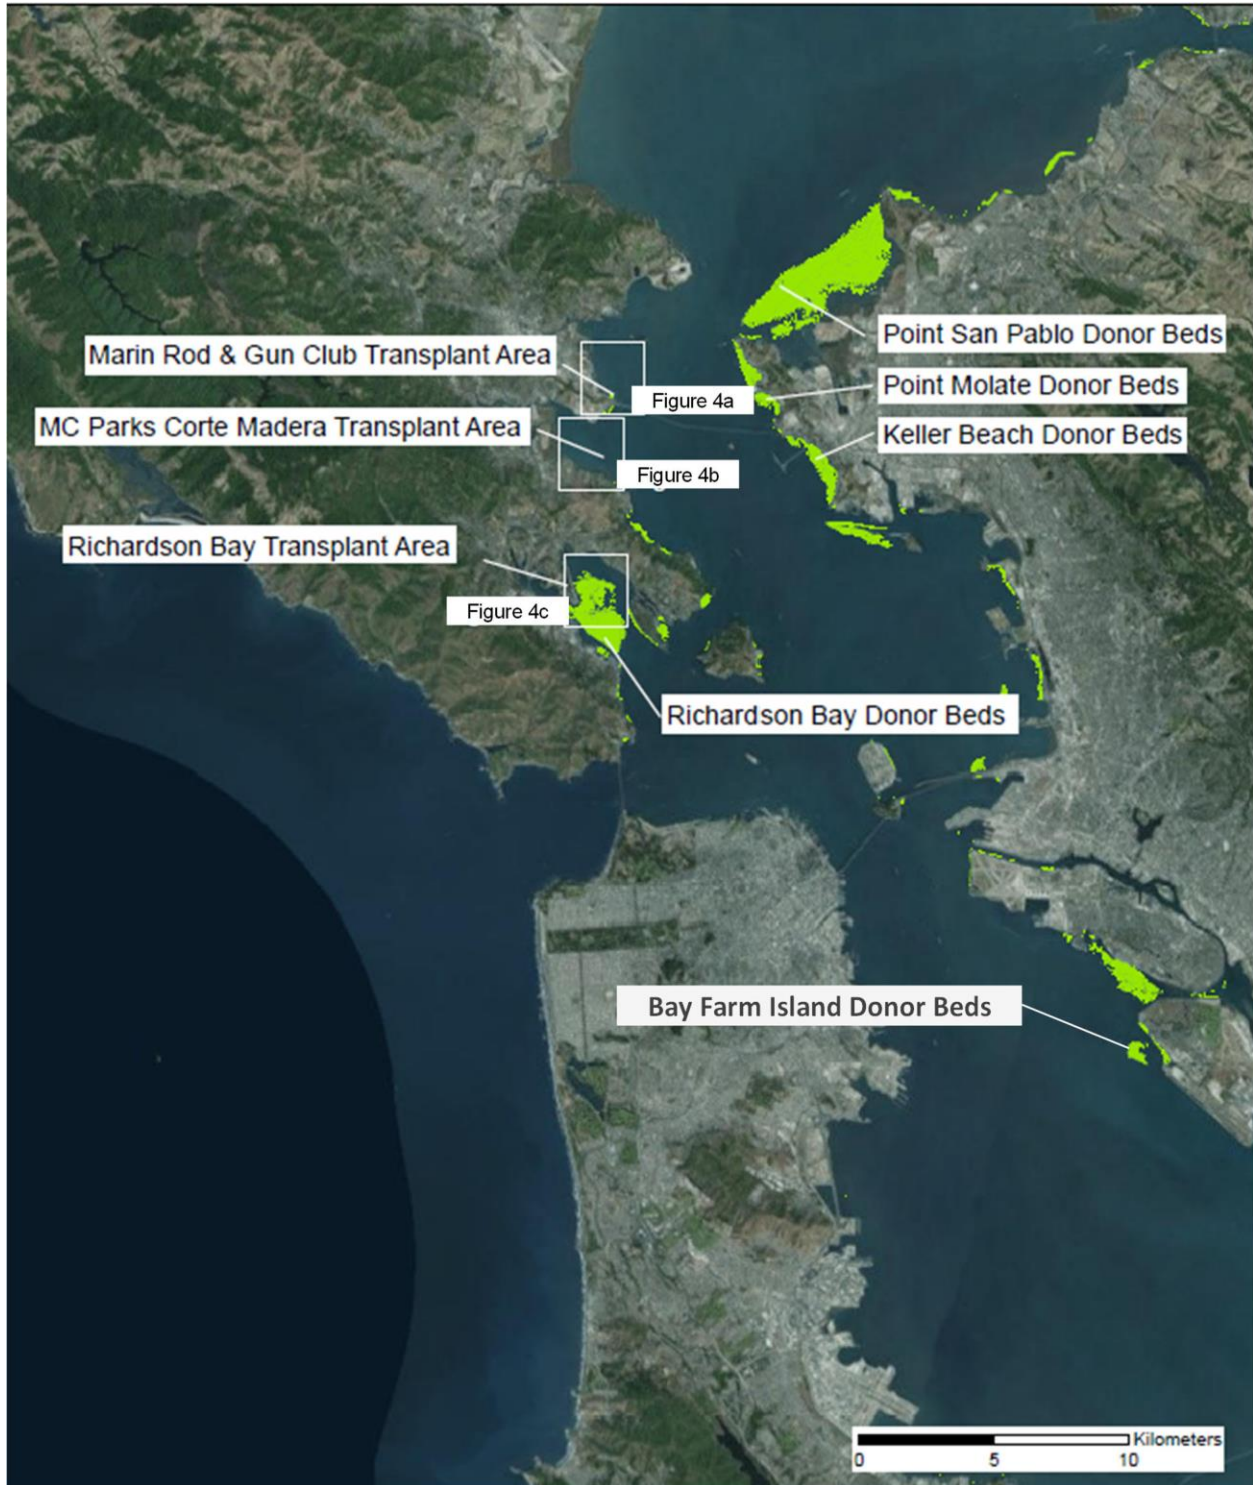 Point San Pablo Donor Beds
Marin Rod & Gun Club Transplant Area
Point Molate Donor Beds
Figure 4a
MC Parks Corte Madera Transplant Area
Keller Beach Donor Beds
Figure 4b
Richardson Bay Transplant Area
Figure 4c
Richardson Bay Donor Beds
Bay Farm Island Donor Beds
Kilometers
0 5 10